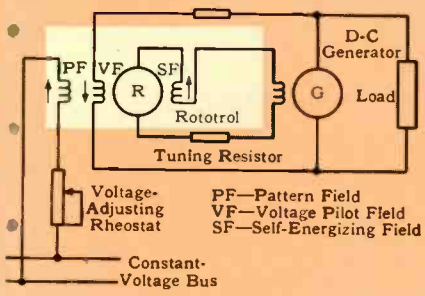 D-C
Generator
PF
VF
SF
R
G
Load
Rototrol
Tuning Resistor
Voltage-
Adjusting
Rheostat
PF—Pattern Field
VF—Voltage Pilot Field
SF—Self-Energizing Field
Constant-
Voltage Bus